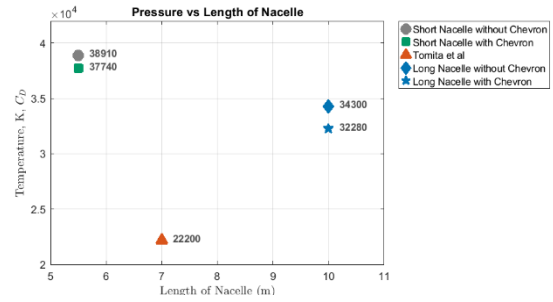 Pressure vs Length of Nacelle
× 10⁴
4
3.5
3
2.5
2
Temperature, K, C_D
38910
37740
34300
32280
22200
5 6 7 8 9 10 11
Length of Nacelle (m)
Short Nacelle without Chevron
Short Nacelle with Chevron
Tomita et al
Long Nacelle without Chevron
Long Nacelle with Chevron